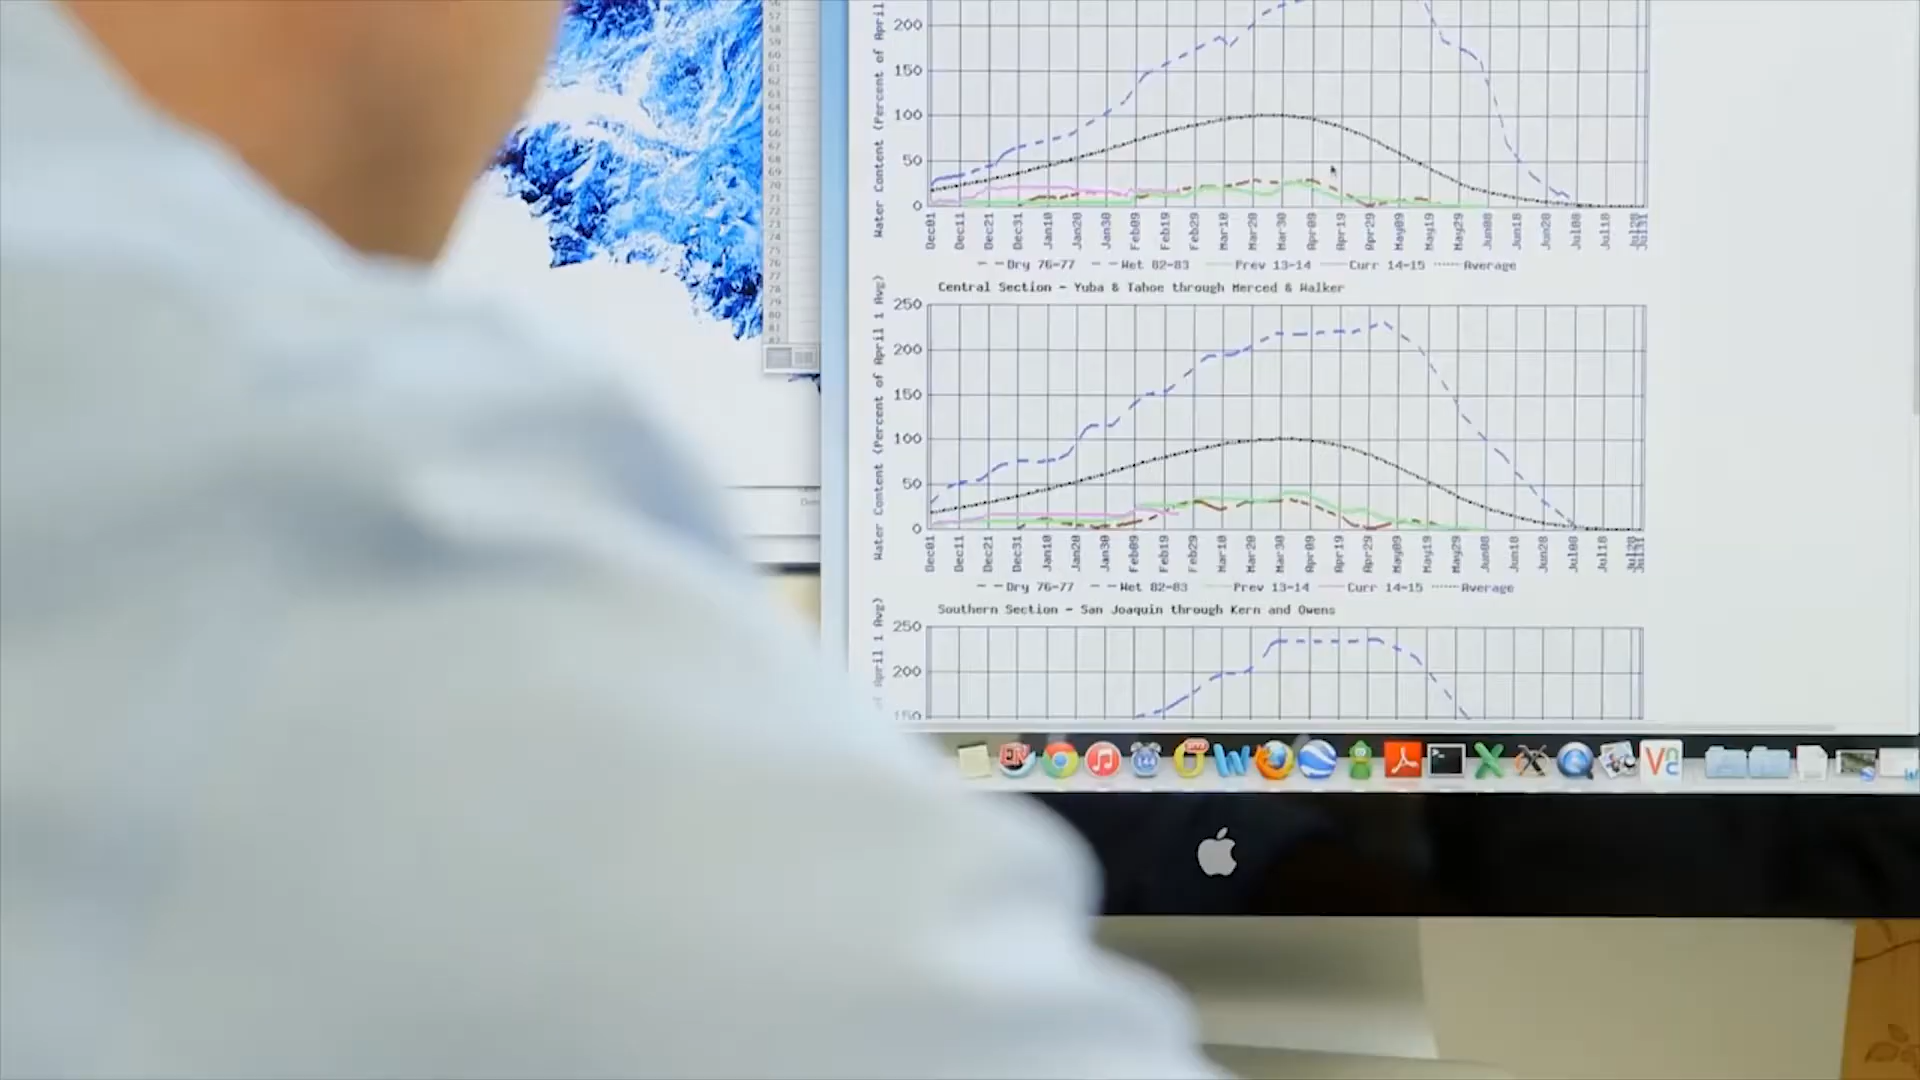 200
150
100
50
0
Water Content (Percent of April
Dec01 Dec11 Dec21 Dec31 Jan10 Jan20 Jan30 Feb09 Feb19 Feb29 Mar10 Mar20 Mar30 Apr09 Apr19 Apr29 May09 May19 May29 Jun08 Jun18 Jun28 Jul08 Jul18 Jul28 Jul31
Dry 76-77 Wet 82-83 Prev 13-14 Curr 14-15 Average
Central Section - Yuba & Tahoe through Merced & Walker
250
200
150
100
50
0
Water Content (Percent of April 1 Avg)
Dec01 Dec11 Dec21 Dec31 Jan10 Jan20 Jan30 Feb09 Feb19 Feb29 Mar10 Mar20 Mar30 Apr09 Apr19 Apr29 May09 May19 May29 Jun08 Jun18 Jun28 Jul08 Jul18 Jul28 Jul31
Dry 76-77 Wet 82-83 Prev 13-14 Curr 14-15 Average
Southern Section - San Joaquin through Kern and Owens
250
200
150
of April 1 Avg)